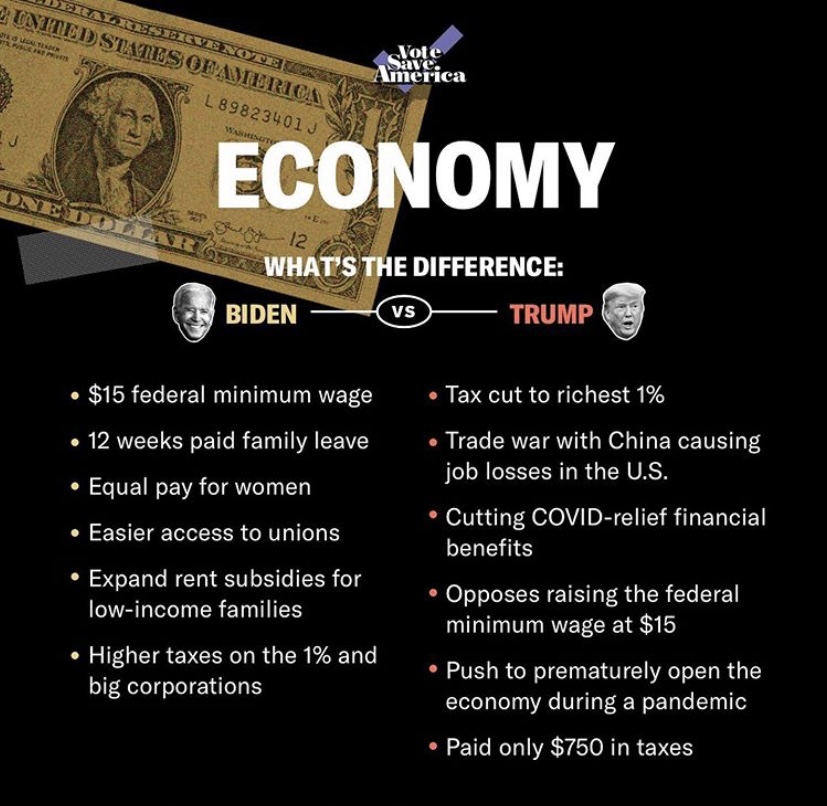 FEDERAL RESERVE NOTE
UNITED STATES OF AMERICA
L 89823401 J
WASHINGTON
12
ONE DOLLAR
Vote
Save
America
ECONOMY
WHAT'S THE DIFFERENCE:
BIDEN VS TRUMP
• $15 federal minimum wage
• 12 weeks paid family leave
• Equal pay for women
• Easier access to unions
• Expand rent subsidies for
low-income families
• Higher taxes on the 1% and
big corporations
• Tax cut to richest 1%
• Trade war with China causing
job losses in the U.S.
• Cutting COVID-relief financial
benefits
• Opposes raising the federal
minimum wage at $15
• Push to prematurely open the
economy during a pandemic
• Paid only $750 in taxes